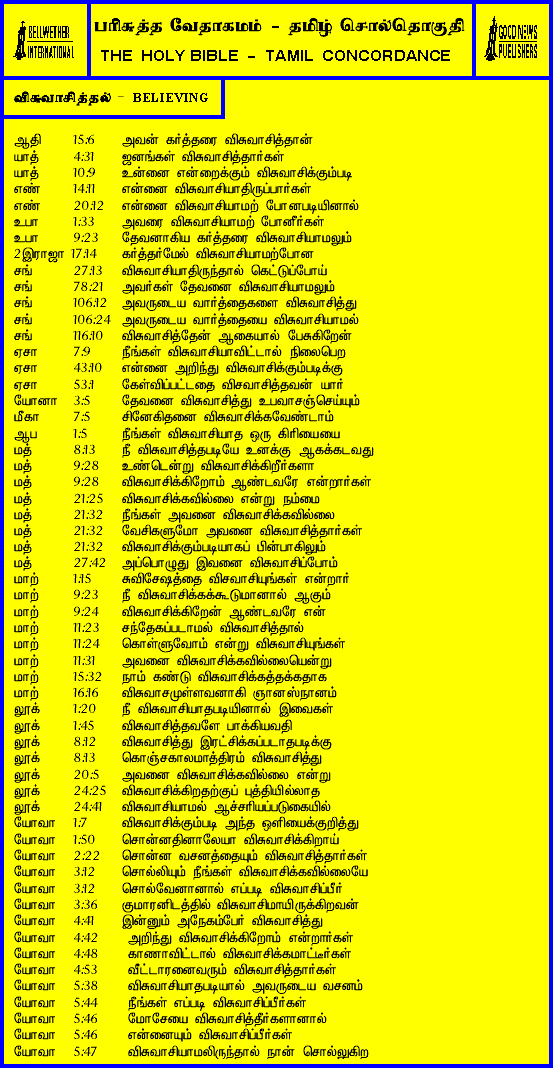 BELLWETHER
INTERNATIONAL
பரிசுத்த வேதாகமம் - தமிழ் சொல்தொகுதி
THE HOLY BIBLE - TAMIL CONCORDANCE
GOOD NEWS
PUBLISHERS
விசுவாசித்தல் - BELIEVING
ஆதி 15:6 அவன் கர்த்தரை விசுவாசித்தான்
யாத் 4:31 ஜனங்கள் விசுவாசித்தார்கள்
யாத் 10:9 உன்னை என்றைக்கும் விசுவாசிக்கும்படி
எண் 14:11 என்னை விசுவாசியாதிருப்பார்கள்
எண் 20:12 என்னை விசுவாசியாமற் போனபடியினால்
உபா 1:33 அவரை விசுவாசியாமற் போனீர்கள்
உபா 9:23 தேவனாகிய கர்த்தரை விசுவாசியாமலும்
2இராஜா 17:14 கர்த்தர்மேல் விசுவாசியாமற்போன
சங் 27:13 விசுவாசியாதிருந்தால் கெட்டுப்போய்
சங் 78:21 அவர்கள் தேவனை விசுவாசியாமலும்
சங் 106:12 அவருடைய வார்த்தைகளை விசுவாசித்து
சங் 106:24 அவருடைய வார்த்தையை விசுவாசியாமல்
சங் 116:10 விசுவாசித்தேன் ஆகையால் பேசுகிறேன்
ஏசா 7:9 நீங்கள் விசுவாசியாவிட்டால் நிலைபெற
ஏசா 43:10 என்னை அறிந்து விசுவாசிக்கும்படிக்கு
ஏசா 53:1 கேள்விப்பட்டதை விசவாசித்தவன் யார்
யோனா 3:5 தேவனை விசுவாசித்து உபவாசஞ்செய்யும்
மீகா 7:5 சினேகிதனை விசுவாசிக்கவேண்டாம்
ஆப 1:5 நீங்கள் விசுவாசியாத ஒரு கிரியையை
மத் 8:13 நீ விசுவாசித்தபடியே உனக்கு ஆகக்கடவது
மத் 9:28 உண்டென்று விசுவாசிக்கிறீர்களா
மத் 9:28 விசுவாசிக்கிறோம் ஆண்டவரே என்றார்கள்
மத் 21:25 விசுவாசிக்கவில்லை என்று நம்மை
மத் 21:32 நீங்கள் அவனை விசுவாசிக்கவில்லை
மத் 21:32 வேசிகளுமோ அவனை விசுவாசித்தார்கள்
மத் 21:32 விசுவாசிக்கும்படியாகப் பின்பாகிலும்
மத் 27:42 அப்பொழுது இவனை விசுவாசிப்போம்
மாற் 1:15 சுவிசேஷத்தை விசவாசியுங்கள் என்றார்
மாற் 9:23 நீ விசுவாசிக்கக்கூடுமானால் ஆகும்
மாற் 9:24 விசுவாசிக்கிறேன் ஆண்டவரே என்
மாற் 11:23 சந்தேகப்படாமல் விசுவாசித்தால்
மாற் 11:24 கொள்ளுவோம் என்று விசுவாசியுங்கள்
மாற் 11:31 அவனை விசுவாசிக்கவில்லையென்று
மாற் 15:32 நாம் கண்டு விசுவாசிக்கத்தக்கதாக
மாற் 16:16 விசுவாசமுள்ளவனாகி ஞானஸ்நானம்
லூக் 1:20 நீ விசுவாசியாதபடியினால் இவைகள்
லூக் 1:45 விசுவாசித்தவளே பாக்கியவதி
லூக் 8:12 விசுவாசித்து இரட்சிக்கப்படாதபடிக்கு
லூக் 8:13 கொஞ்சகாலமாத்திரம் விசுவாசித்து
லூக் 20:5 அவனை விசுவாசிக்கவில்லை என்று
லூக் 24:25 விசுவாசிக்கிறதற்குப் புத்தியில்லாத
லூக் 24:41 விசுவாசியாமல் ஆச்சரியப்படுகையில்
யோவா 1:7 விசுவாசிக்கும்படி அந்த ஒளியைக்குறித்து
யோவா 1:50 சொன்னதினாலேயா விசுவாசிக்கிறாய்
யோவா 2:22 சொன்ன வசனத்தையும் விசுவாசித்தார்கள்
யோவா 3:12 சொல்லியும் நீங்கள் விசுவாசிக்கவில்லையே
யோவா 3:12 சொல்வேனானால் எப்படி விசுவாசிப்பீர்
யோவா 3:36 குமாரனிடத்தில் விசுவாசிமாயிருக்கிறவன்
யோவா 4:41 இன்னும் அநேகம்பேர் விசுவாசித்து
யோவா 4:42 அறிந்து விசுவாசிக்கிறோம் என்றார்கள்
யோவா 4:48 காணாவிட்டால் விசுவாசிக்கமாட்டீர்கள்
யோவா 4:53 வீட்டாரனைவரும் விசுவாசித்தார்கள்
யோவா 5:38 விசுவாசியாதபடியால் அவருடைய வசனம்
யோவா 5:44 நீங்கள் எப்படி விசுவாசிப்பீர்கள்
யோவா 5:46 மோசேயை விசுவாசித்தீர்களானால்
யோவா 5:46 என்னையும் விசுவாசிப்பீர்கள்
யோவா 5:47 விசுவாசியாமலிருந்தால் நான் சொல்லுகிற